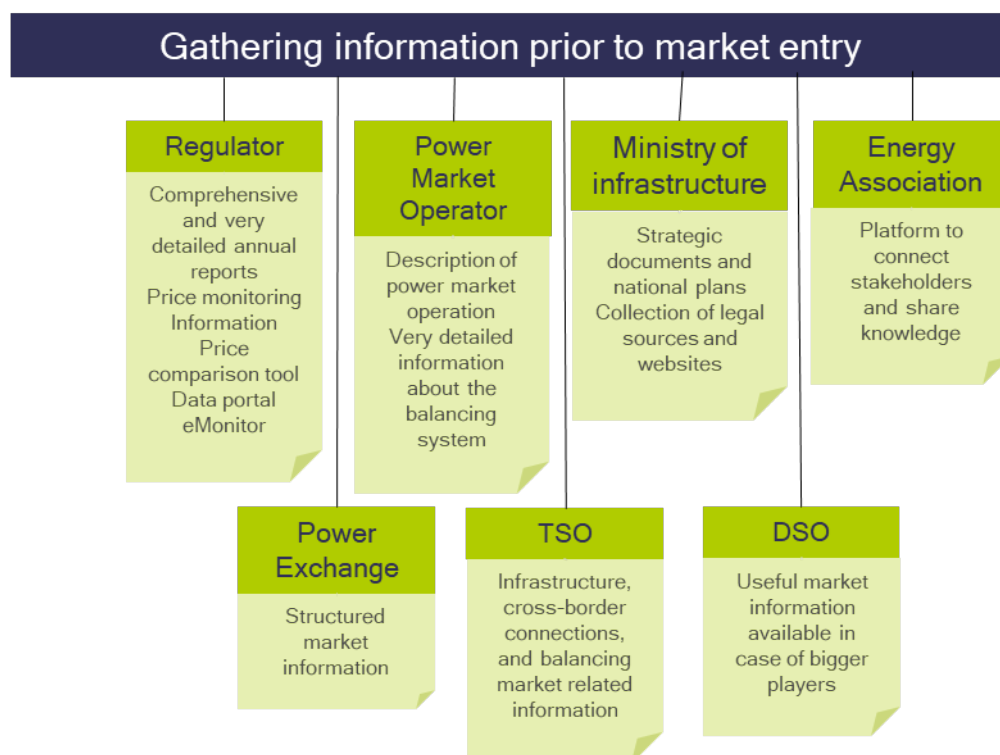 Gathering information prior to market entry
Regulator
Comprehensive
and very
detailed annual
reports
Price monitoring
Information
Price
comparison tool
Data portal
eMonitor
Power
Market
Operator
Description of
power market
operation
Very detailed
information
about the
balancing
system
Ministry of
infrastructure
Strategic
documents and
national plans
Collection of legal
sources and
websites
Energy
Association
Platform to
connect
stakeholders
and share
knowledge
Power
Exchange
Structured
market
information
TSO
Infrastructure,
cross-border
connections,
and balancing
market related
information
DSO
Useful market
information
available in
case of bigger
players